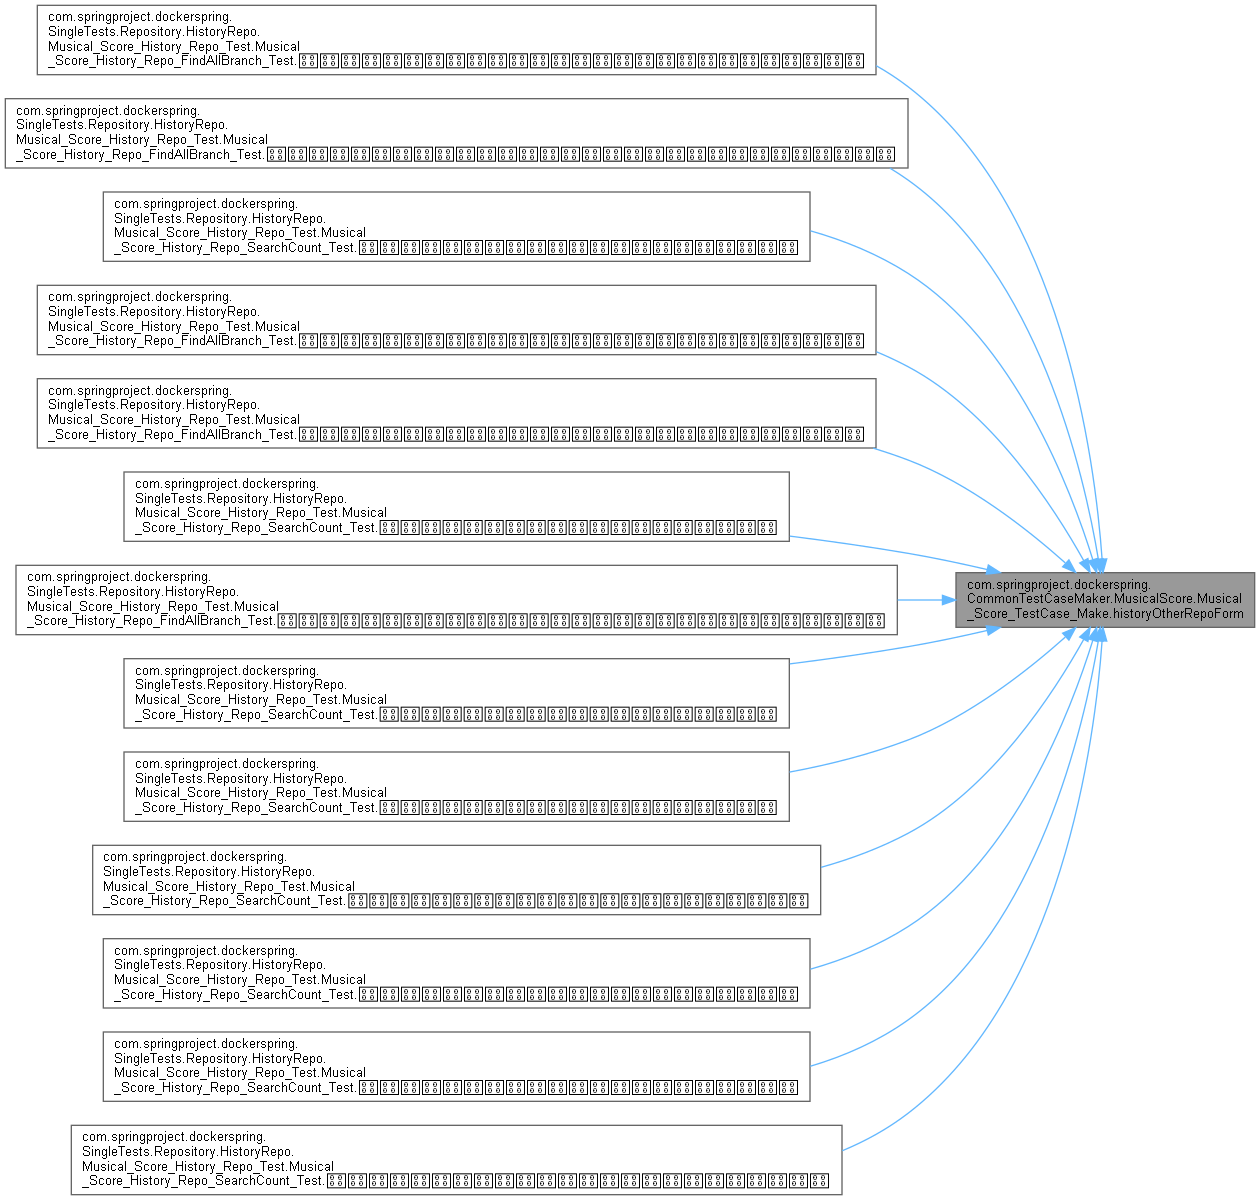 com.springproject.dockerspring.
SingleTests.Repository.HistoryRepo.
Musical_Score_History_Repo_Test.Musical
_Score_History_Repo_FindAllBranch_Test.
com.springproject.dockerspring.
SingleTests.Repository.HistoryRepo.
Musical_Score_History_Repo_Test.Musical
_Score_History_Repo_FindAllBranch_Test.
com.springproject.dockerspring.
SingleTests.Repository.HistoryRepo.
Musical_Score_History_Repo_Test.Musical
_Score_History_Repo_SearchCount_Test.
com.springproject.dockerspring.
SingleTests.Repository.HistoryRepo.
Musical_Score_History_Repo_Test.Musical
_Score_History_Repo_FindAllBranch_Test.
com.springproject.dockerspring.
SingleTests.Repository.HistoryRepo.
Musical_Score_History_Repo_Test.Musical
_Score_History_Repo_FindAllBranch_Test.
com.springproject.dockerspring.
SingleTests.Repository.HistoryRepo.
Musical_Score_History_Repo_Test.Musical
_Score_History_Repo_SearchCount_Test.
com.springproject.dockerspring.
SingleTests.Repository.HistoryRepo.
Musical_Score_History_Repo_Test.Musical
_Score_History_Repo_FindAllBranch_Test.
com.springproject.dockerspring.
CommonTestCaseMaker.MusicalScore.Musical
_Score_TestCase_Make.historyOtherRepoForm
com.springproject.dockerspring.
SingleTests.Repository.HistoryRepo.
Musical_Score_History_Repo_Test.Musical
_Score_History_Repo_SearchCount_Test.
com.springproject.dockerspring.
SingleTests.Repository.HistoryRepo.
Musical_Score_History_Repo_Test.Musical
_Score_History_Repo_SearchCount_Test.
com.springproject.dockerspring.
SingleTests.Repository.HistoryRepo.
Musical_Score_History_Repo_Test.Musical
_Score_History_Repo_SearchCount_Test.
com.springproject.dockerspring.
SingleTests.Repository.HistoryRepo.
Musical_Score_History_Repo_Test.Musical
_Score_History_Repo_SearchCount_Test.
com.springproject.dockerspring.
SingleTests.Repository.HistoryRepo.
Musical_Score_History_Repo_Test.Musical
_Score_History_Repo_SearchCount_Test.
com.springproject.dockerspring.
SingleTests.Repository.HistoryRepo.
Musical_Score_History_Repo_Test.Musical
_Score_History_Repo_SearchCount_Test.